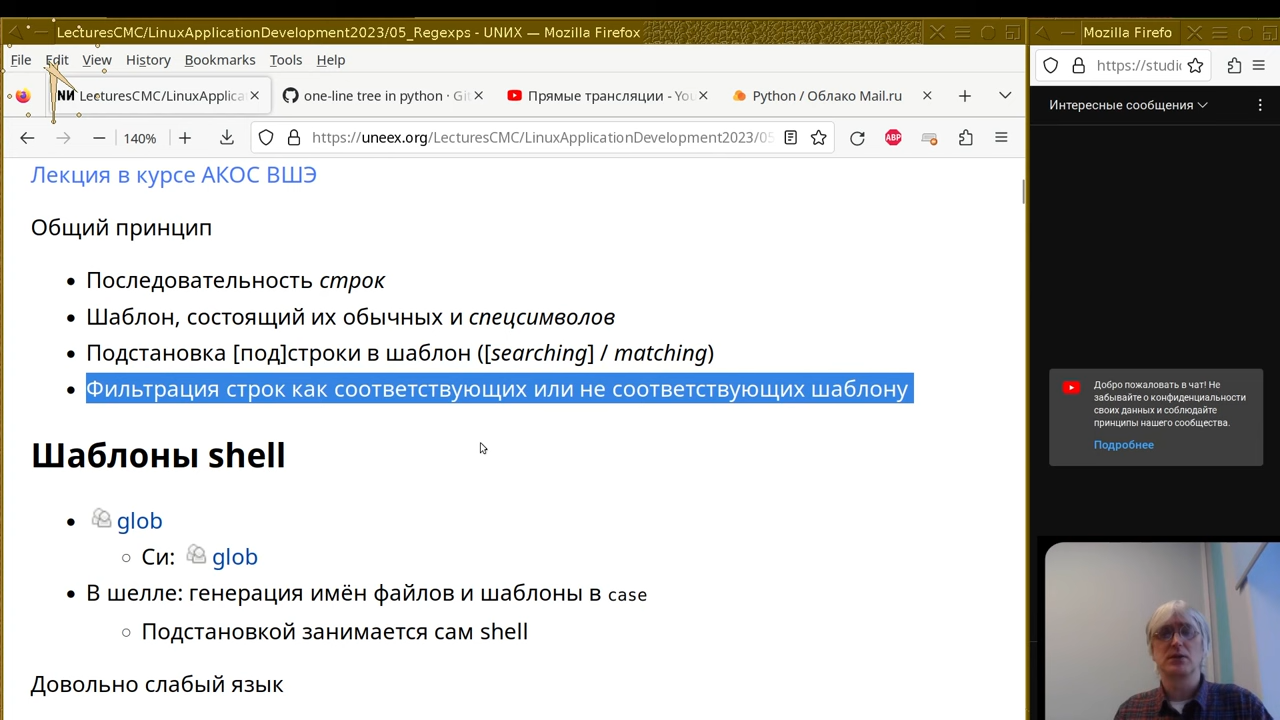 LecturesCMC/LinuxApplicationDevelopment2023/05_Regexps - UNИX — Mozilla Firefox
Mozilla Firefo
File Edit View History Bookmarks Tools Help
https://studi
LecturesCMC/LinuxApplica
one-line tree in python · Git
Прямые трансляции - You
Python / Облако Mail.ru
Интересные сообщения
140%
https://uneex.org/LecturesCMC/LinuxApplicationDevelopment2023/05
ABP
Лекция в курсе АКОС ВШЭ
Общий принцип
Последовательность строк
Шаблон, состоящий их обычных и спецсимволов
Подстановка [под]строки в шаблон ([searching] / matching)
Фильтрация строк как соответствующих или не соответствующих шаблону
Добро пожаловать в чат! Не
забывайте о конфиденциальности
своих данных и соблюдайте
принципы нашего сообщества.
Подробнее
Шаблоны shell
glob
Си: glob
В шелле: генерация имён файлов и шаблоны в case
Подстановкой занимается сам shell
Довольно слабый язык